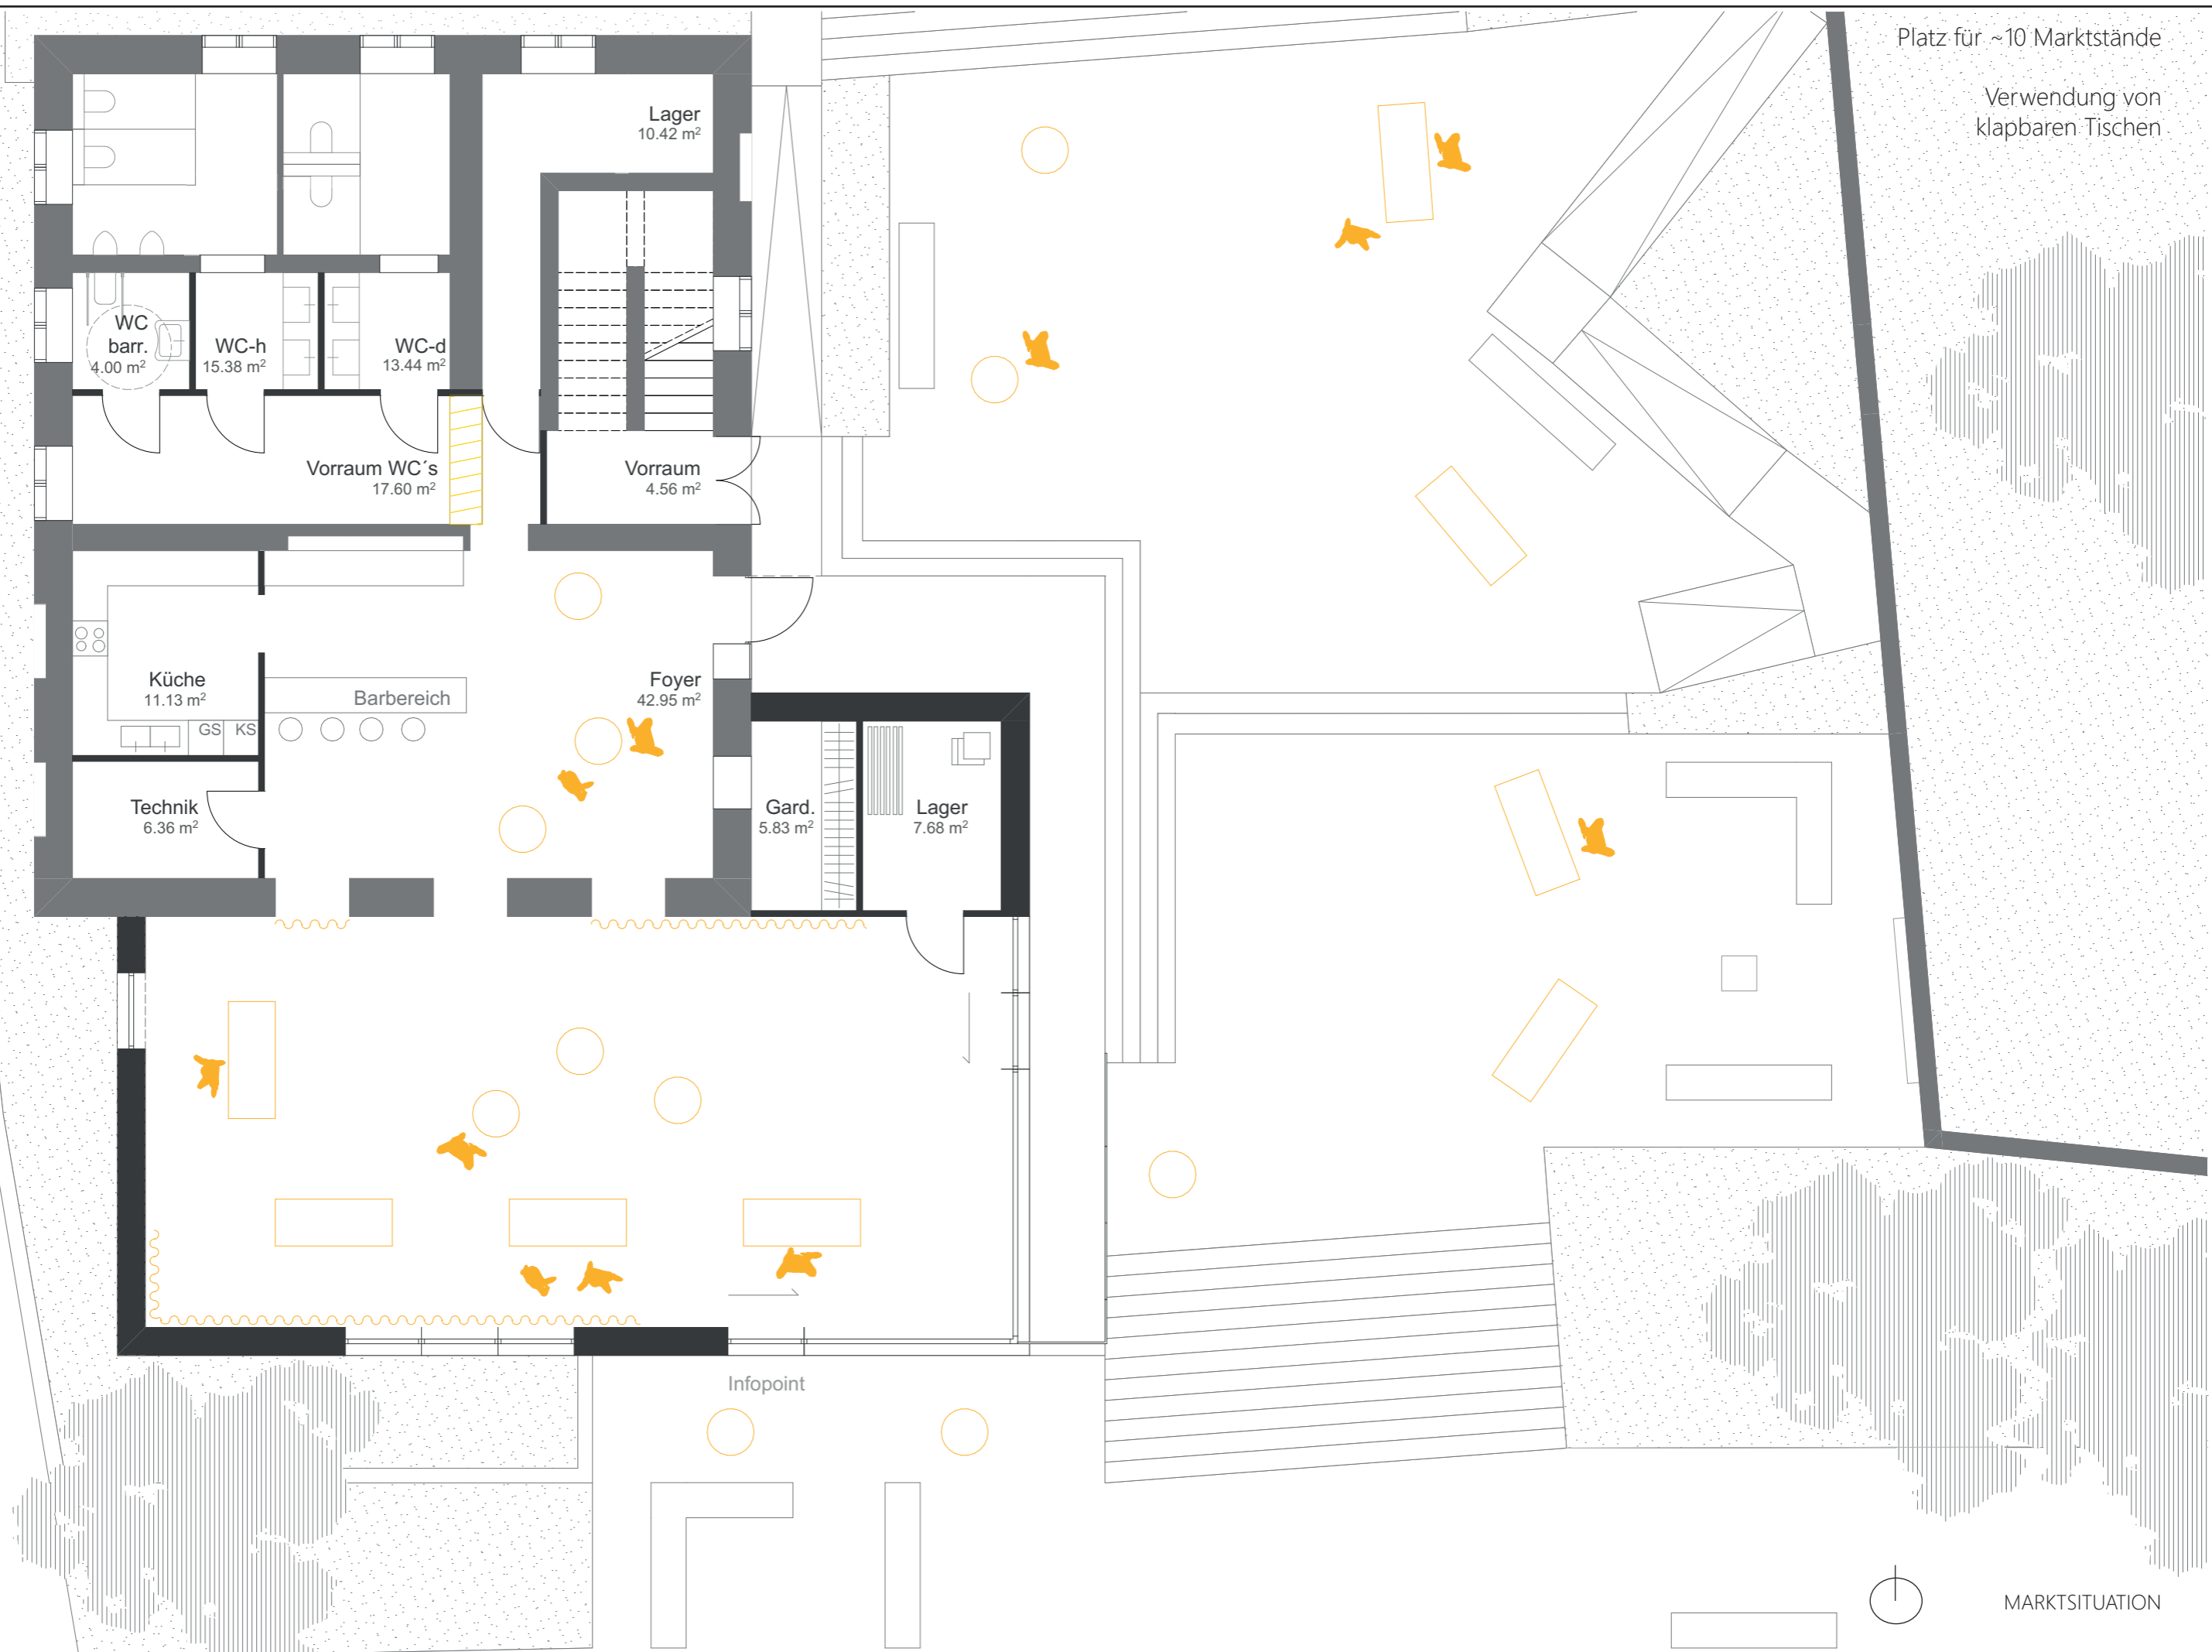 Platz für ~10 Marktstände
Verwendung von
klapbaren Tischen
Lager
10.42 m²
WC
barr.
4.00 m²
WC-h
15.38 m²
WC-d
13.44 m²
Vorraum WC´s
17.60 m²
Vorraum
4.56 m²
Küche
11.13 m²
Barbereich
Foyer
42.95 m²
GS KS
Technik
6.36 m²
Gard.
5.83 m²
Lager
7.68 m²
Infopoint
MARKTSITUATION